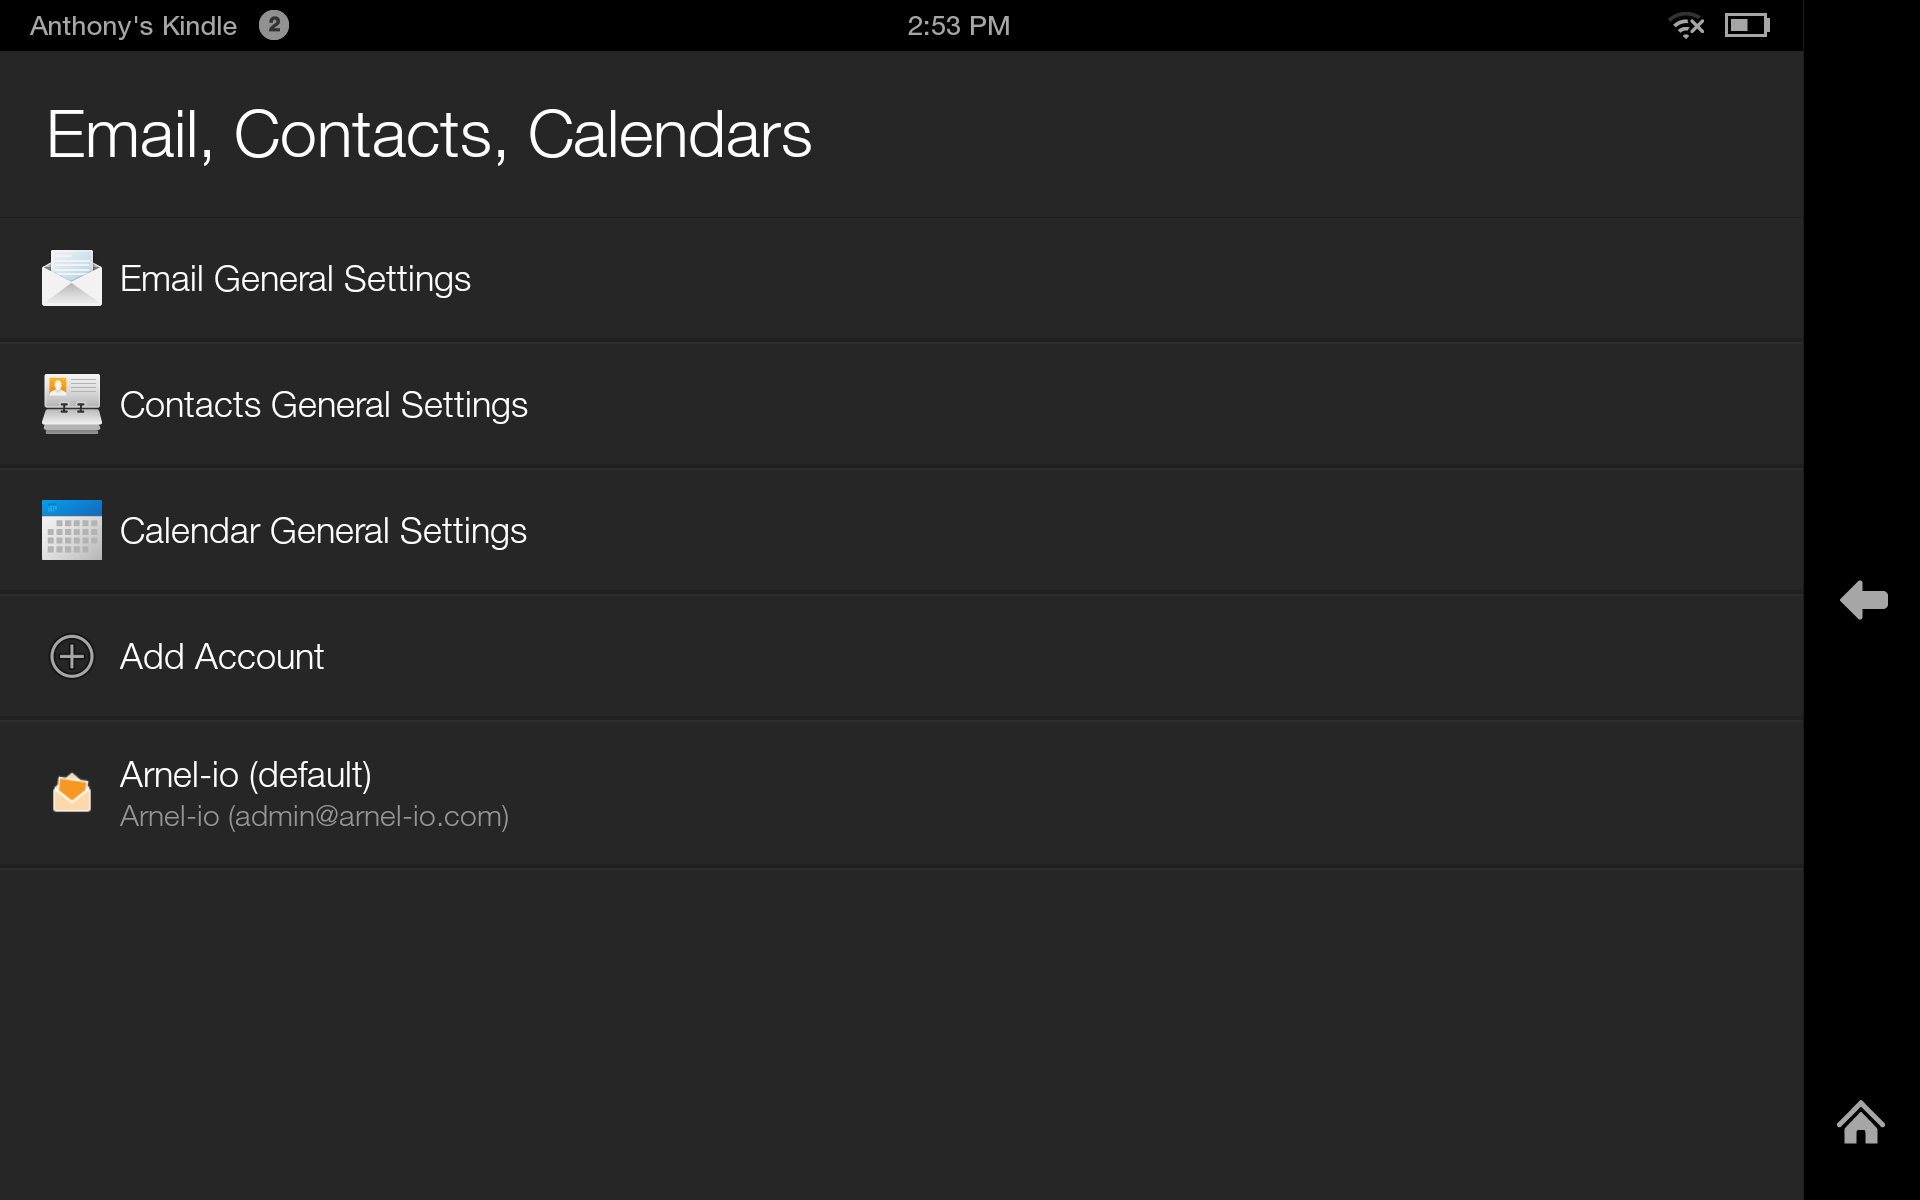 Anthony's Kindle 2 2:53 PM
Email, Contacts, Calendars
Email General Settings
Contacts General Settings
Calendar General Settings
Add Account
Arnel-io (default)
Arnel-io (admin@arnel-io.com)